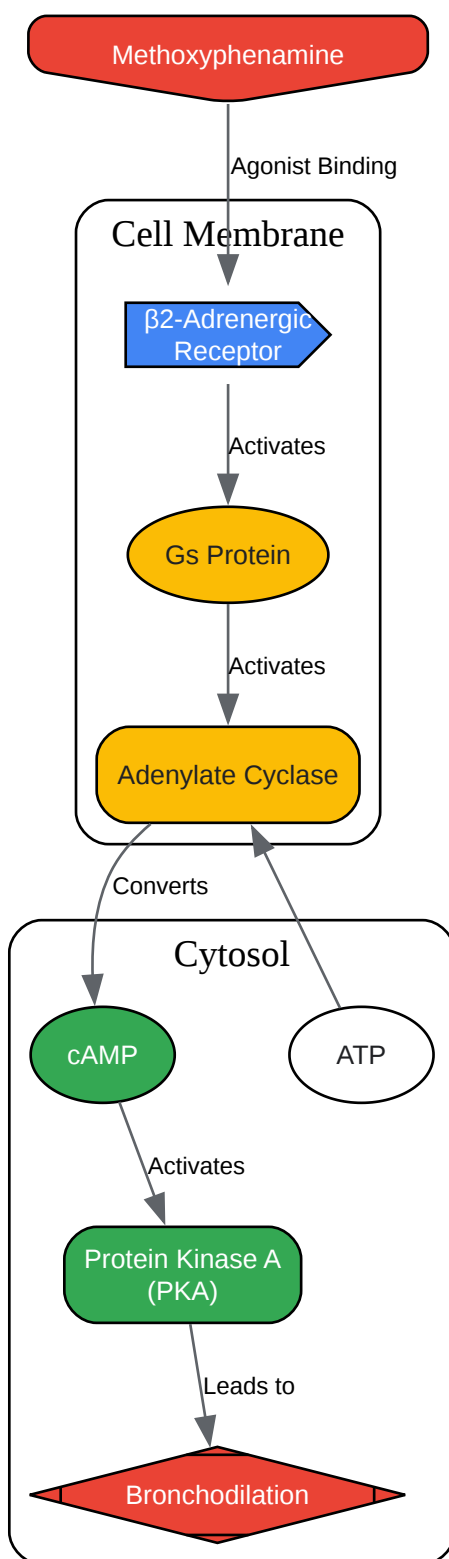 Methoxyphenamine
Agonist Binding
Cell Membrane
β2-Adrenergic
Receptor
Activates
Gs Protein
Activates
Adenylate Cyclase
Converts
Cytosol
cAMP
ATP
Activates
Protein Kinase A
(PKA)
Leads to
Bronchodilation